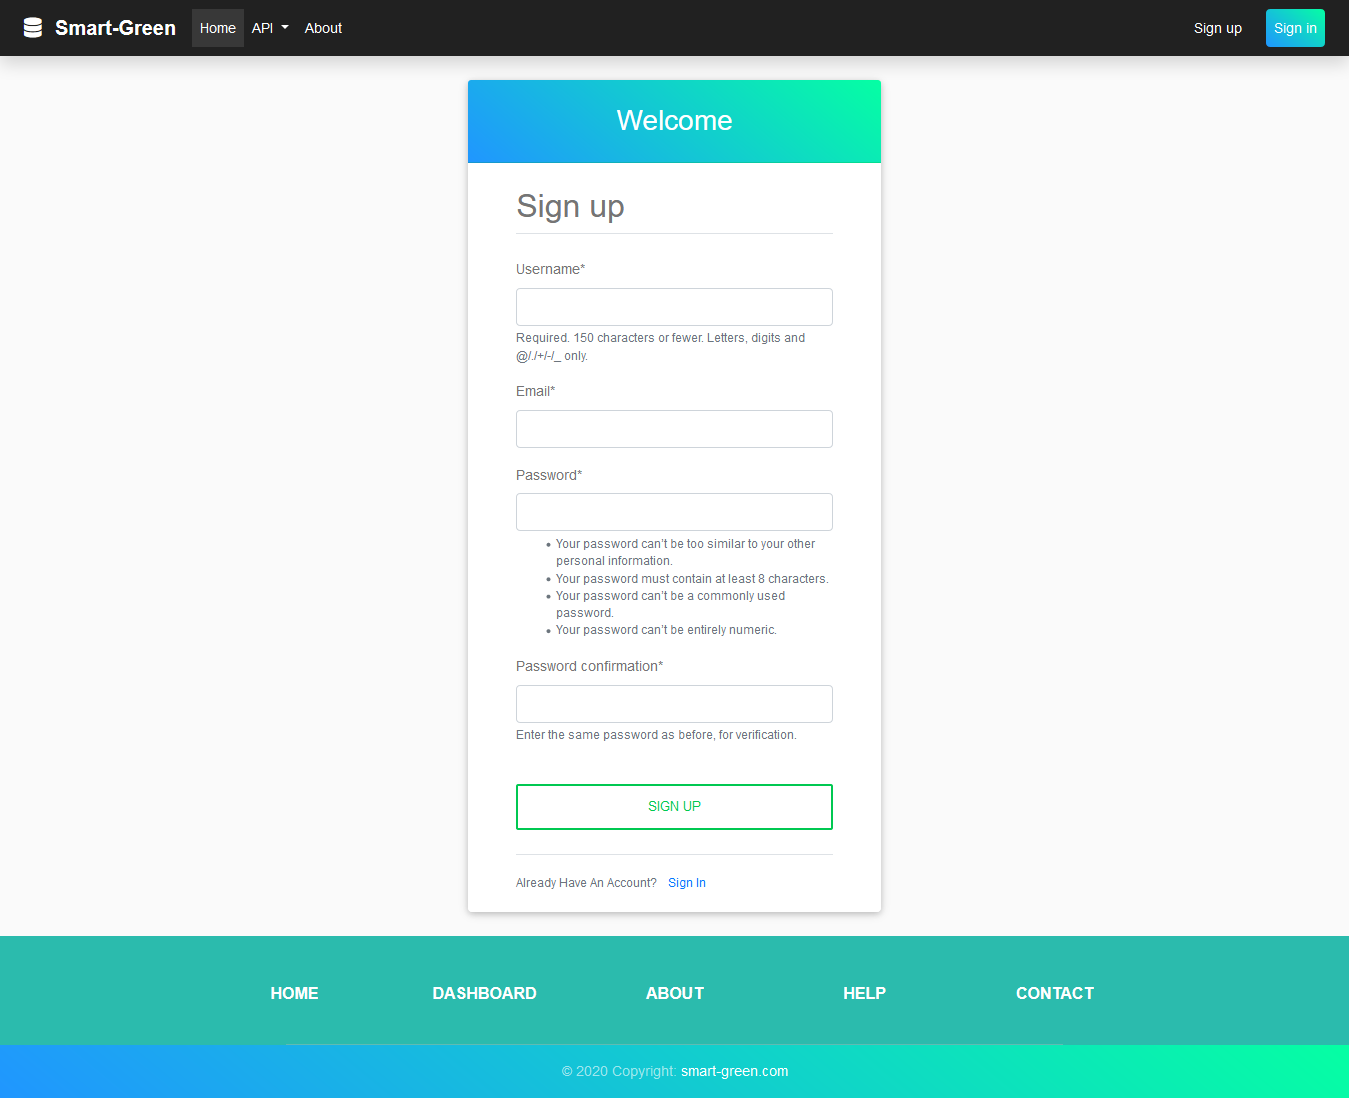 Smart-Green Home API About Sign up Sign in
Welcome
Sign up
Username*
Required. 150 characters or fewer. Letters, digits and
@/./+/-/_ only.
Email*
Password*
Your password can't be too similar to your other
personal information.
Your password must contain at least 8 characters.
Your password can't be a commonly used
password.
Your password can't be entirely numeric.
Password confirmation*
Enter the same password as before, for verification.
SIGN UP
Already Have An Account? Sign In
HOME DASHBOARD ABOUT HELP CONTACT
© 2020 Copyright: smart-green.com